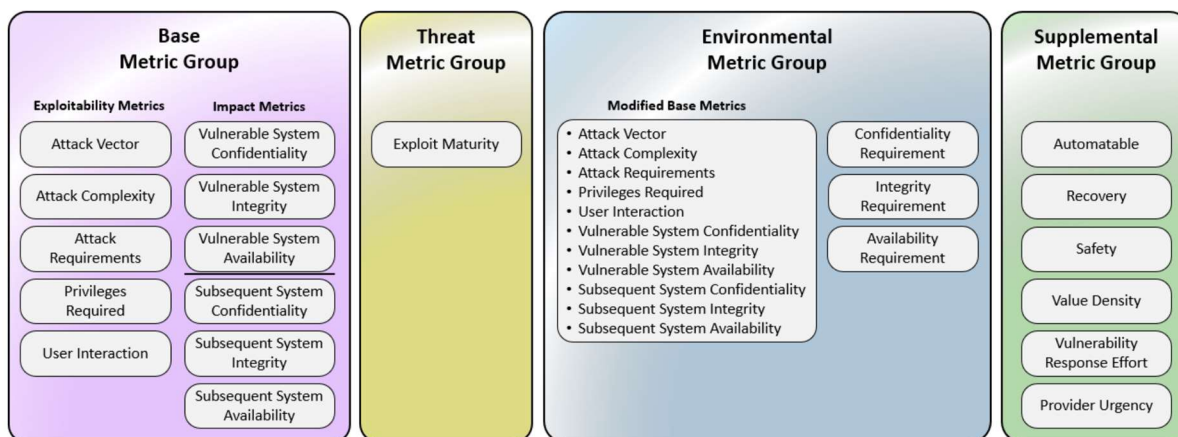 Base
Metric Group
Exploitability Metrics
Attack Vector
Attack Complexity
Attack
Requirements
Privileges
Required
User Interaction
Impact Metrics
Vulnerable System
Confidentiality
Vulnerable System
Integrity
Vulnerable System
Availability
Subsequent System
Confidentiality
Subsequent System
Integrity
Subsequent System
Availability
Threat
Metric Group
Exploit Maturity
Environmental
Metric Group
Modified Base Metrics
• Attack Vector
• Attack Complexity
• Attack Requirements
• Privileges Required
• User Interaction
• Vulnerable System Confidentiality
• Vulnerable System Integrity
• Vulnerable System Availability
• Subsequent System Confidentiality
• Subsequent System Integrity
• Subsequent System Availability
Confidentiality
Requirement
Integrity
Requirement
Availability
Requirement
Supplemental
Metric Group
Automatable
Recovery
Safety
Value Density
Vulnerability
Response Effort
Provider Urgency